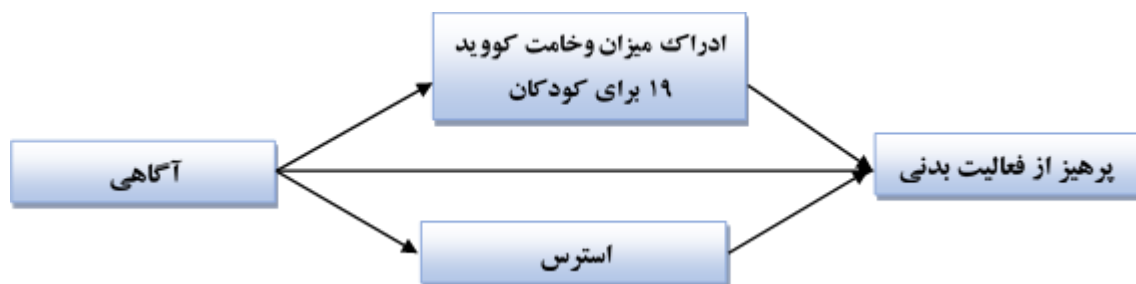 ادراک میزان وخامت کووید
۱۹ برای کودکان
پرهیز از فعالیت بدنی
آگاهی
استرس